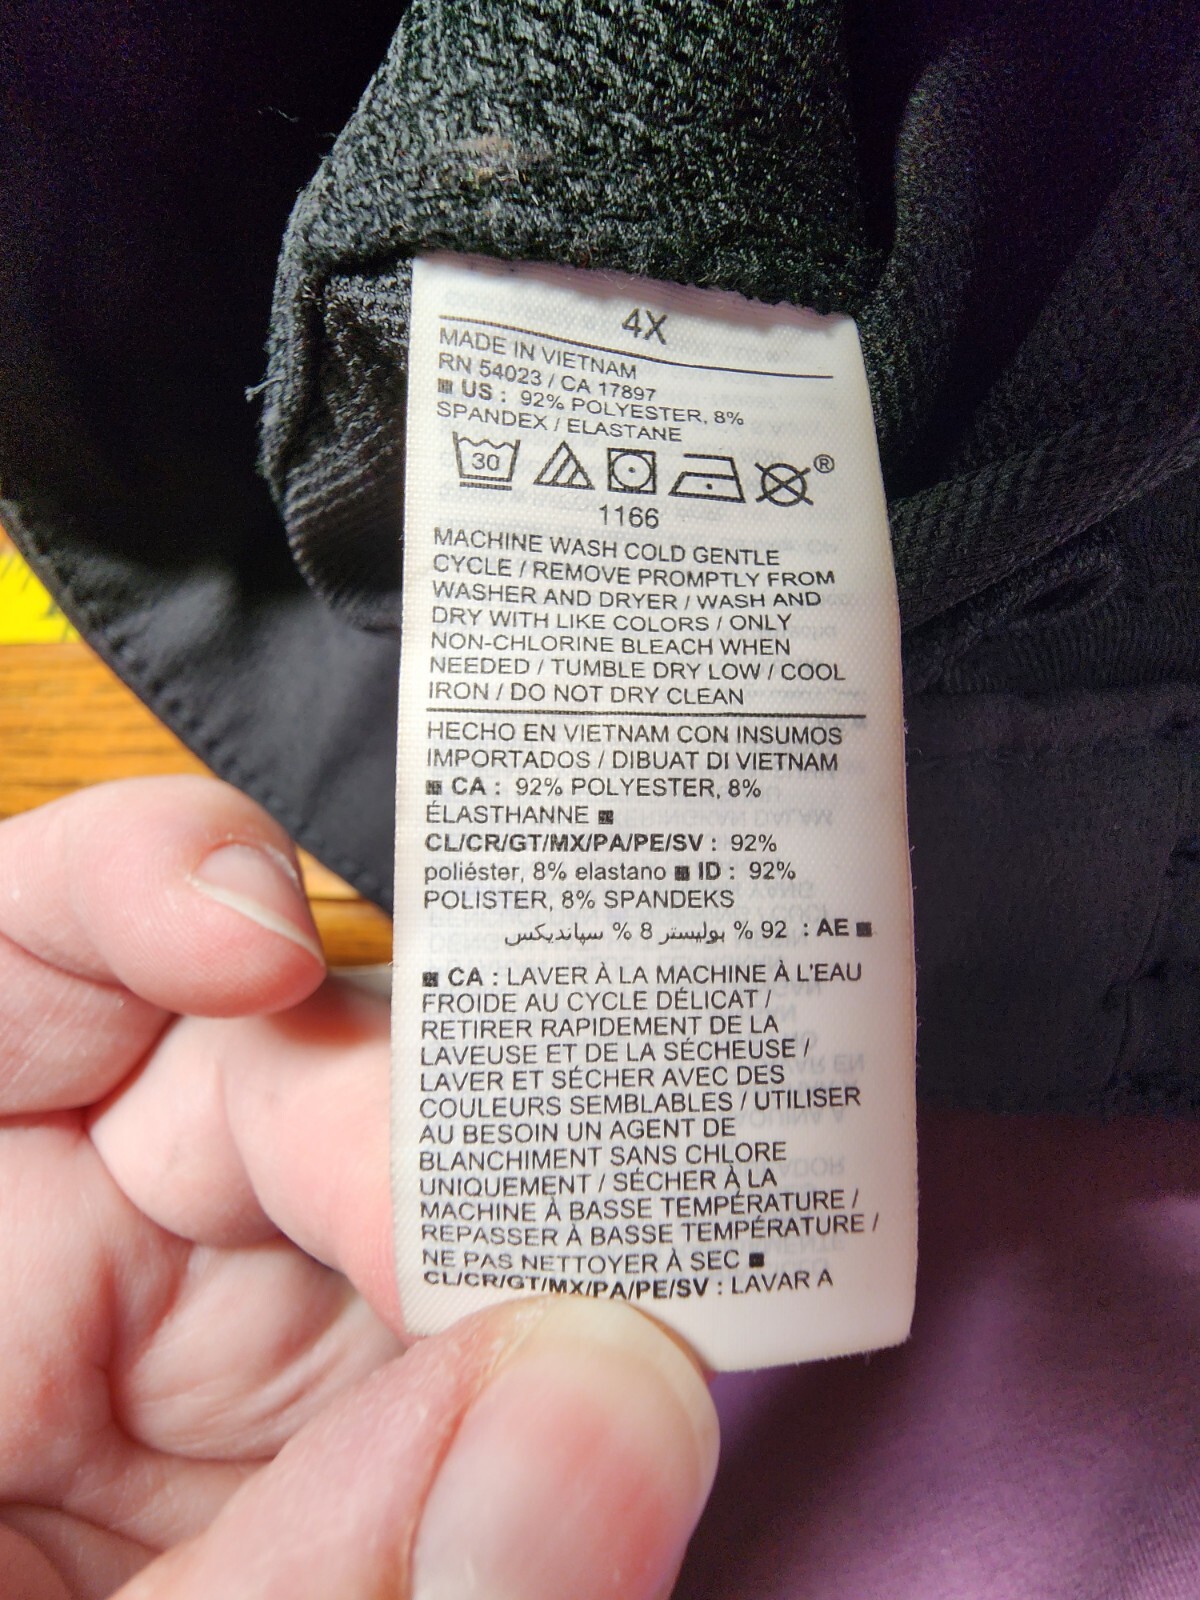 4X
MADE IN VIETNAM
RN 54023 / CA 17897
■ US : 92% POLYESTER, 8%
SPANDEX / ELASTANE
30 ®
1166
MACHINE WASH COLD GENTLE
CYCLE / REMOVE PROMPTLY FROM
WASHER AND DRYER / WASH AND
DRY WITH LIKE COLORS / ONLY
NON-CHLORINE BLEACH WHEN
NEEDED / TUMBLE DRY LOW / COOL
IRON / DO NOT DRY CLEAN
HECHO EN VIETNAM CON INSUMOS
IMPORTADOS / DIBUAT DI VIETNAM
■ CA : 92% POLYESTER, 8%
ÉLASTHANNE ■
CL/CR/GT/MX/PA/PE/SV : 92%
poliéster, 8% elastano ■ ID : 92%
POLISTER, 8% SPANDEKS
■ AE : 92 % بوليستر 8 % سپانديكس
■ CA : LAVER À LA MACHINE À L'EAU
FROIDE AU CYCLE DÉLICAT /
RETIRER RAPIDEMENT DE LA
LAVEUSE ET DE LA SÉCHEUSE /
LAVER ET SÉCHER AVEC DES
COULEURS SEMBLABLES / UTILISER
AU BESOIN UN AGENT DE
BLANCHIMENT SANS CHLORE
UNIQUEMENT / SÉCHER À LA
MACHINE À BASSE TEMPÉRATURE /
REPASSER À BASSE TEMPÉRATURE /
NE PAS NETTOYER À SEC ■
CL/CR/GT/MX/PA/PE/SV : LAVAR A